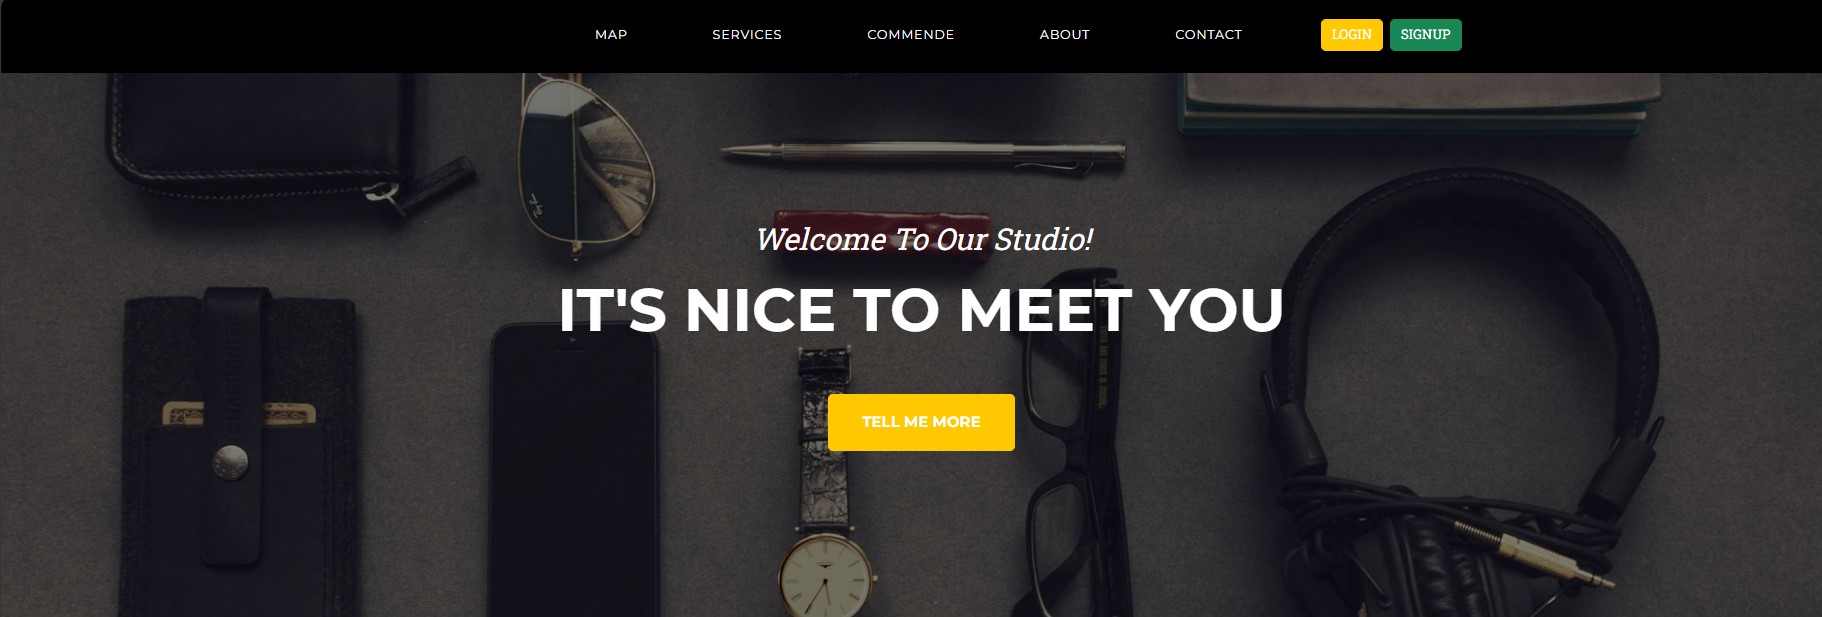 MAP SERVICES COMMENDE ABOUT CONTACT LOGIN SIGNUP
Welcome To Our Studio!
IT'S NICE TO MEET YOU
TELL ME MORE